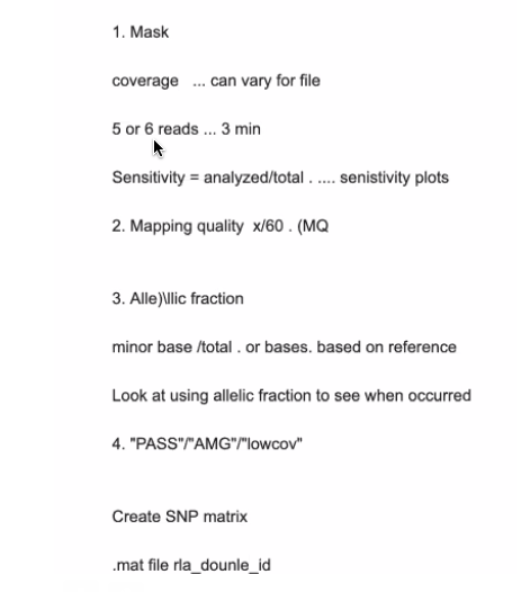 1. Mask
coverage ... can vary for file
5 or 6 reads ... 3 min
Sensitivity = analyzed/total . .... senistivity plots
2. Mapping quality x/60 . (MQ
3. Alle)\llic fraction
minor base /total . or bases. based on reference
Look at using allelic fraction to see when occurred
4. "PASS"/"AMG"/"lowcov"
Create SNP matrix
.mat file rla_dounle_id